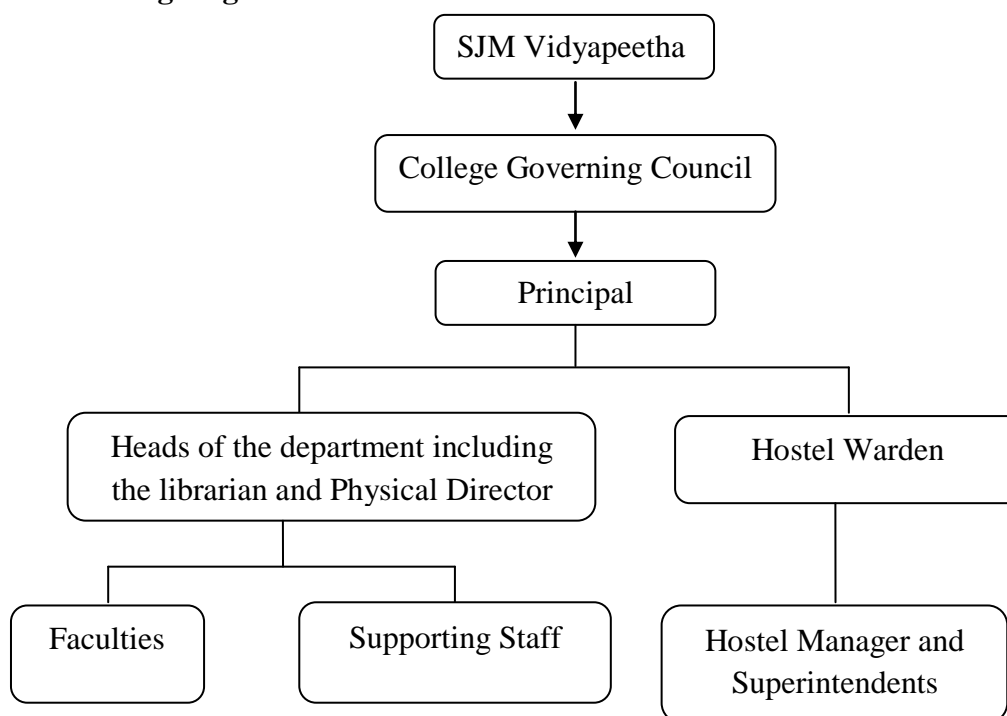 SJM Vidyapeetha
College Governing Council
Principal
Heads of the department including
the librarian and Physical Director
Hostel Warden
Faculties
Supporting Staff
Hostel Manager and
Superintendents